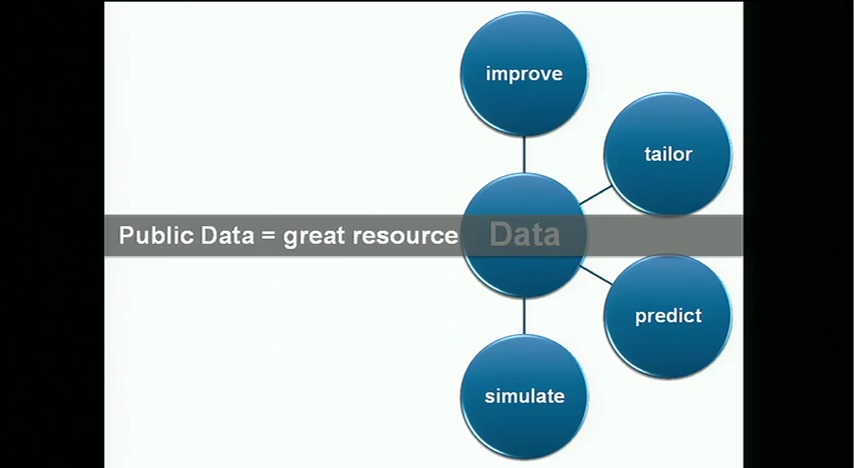 improve
tailor
Public Data = great resource
Data
predict
simulate